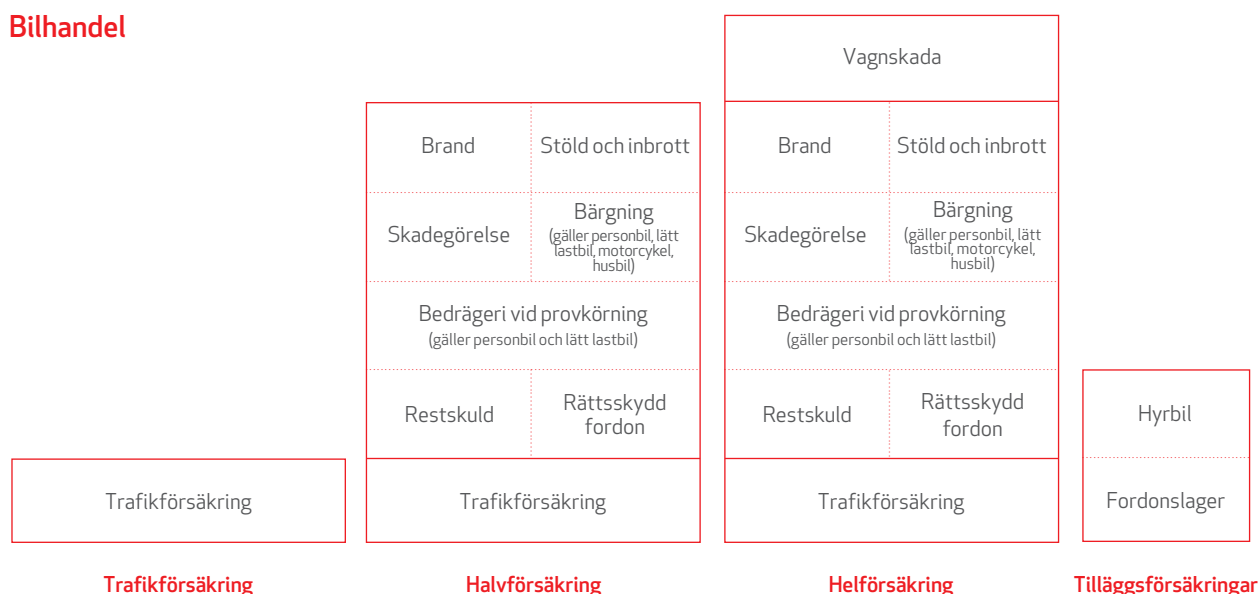 Bilhandel
Trafikförsäkring
Trafikförsäkring
Brand
Stöld och inbrott
Skadegörelse
Bärgning
(gäller personbil, lätt
lastbil, motorcykel,
husbil)
Bedrägeri vid provkörning
(gäller personbil och lätt lastbil)
Restskuld
Rättsskydd
fordon
Trafikförsäkring
Halvförsäkring
Vagnskada
Brand
Stöld och inbrott
Skadegörelse
Bärgning
(gäller personbil, lätt
lastbil, motorcykel,
husbil)
Bedrägeri vid provkörning
(gäller personbil och lätt lastbil)
Restskuld
Rättsskydd
fordon
Trafikförsäkring
Helförsäkring
Hyrbil
Fordonslager
Tilläggsförsäkringar